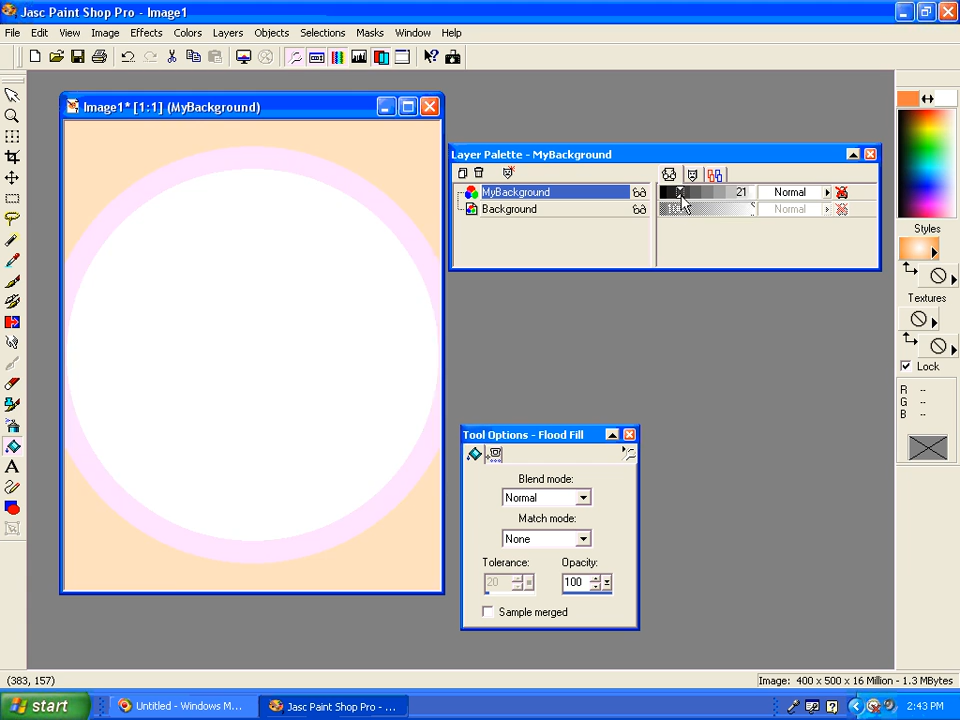 Jasc Paint Shop Pro - Image1
File Edit View Image Effects Colors Layers Objects Selections Masks Window Help
Image1* [1:1] (MyBackground)
Layer Palette - MyBackground
MyBackground 21 Normal
Background Normal
Styles
Textures
Lock
R --
G --
B --
Tool Options - Flood Fill
Blend mode:
Normal
Match mode:
None
Tolerance: Opacity:
20 100
Sample merged
(383, 157) Image: 400 x 500 x 16 Million - 1.3 MBytes
start Untitled - Windows M... Jasc Paint Shop Pro - ... 2:43 PM